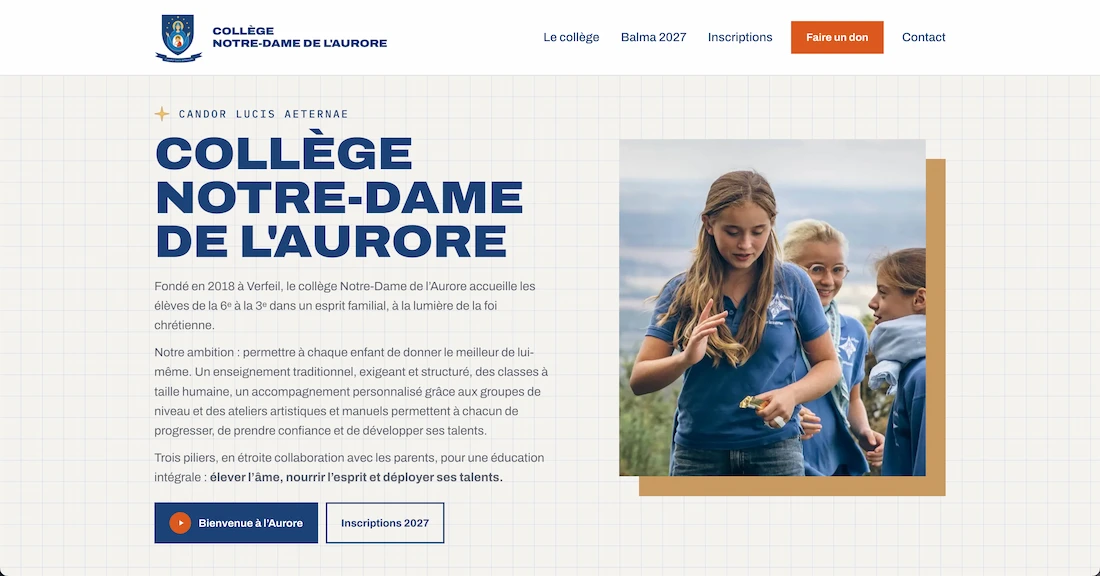 COLLÈGE
NOTRE-DAME DE L'AURORE
Le collège
Balma 2027
Inscriptions
Faire un don
Contact
CANDOR LUCIS AETERNAE
COLLÈGE
NOTRE-DAME
DE L'AURORE
Fondé en 2018 à Verfeil, le collège Notre-Dame de l’Aurore accueille les
élèves de la 6ᵉ à la 3ᵉ dans un esprit familial, à la lumière de la foi
chrétienne.
Notre ambition : permettre à chaque enfant de donner le meilleur de lui-
même. Un enseignement traditionnel, exigeant et structuré, des classes à
taille humaine, un accompagnement personnalisé grâce aux groupes de
niveau et des ateliers artistiques et manuels permettent à chacun de
progresser, de prendre confiance et de développer ses talents.
Trois piliers, en étroite collaboration avec les parents, pour une éducation
intégrale : élever l’âme, nourrir l’esprit et déployer ses talents.
Bienvenue à l’Aurore
Inscriptions 2027